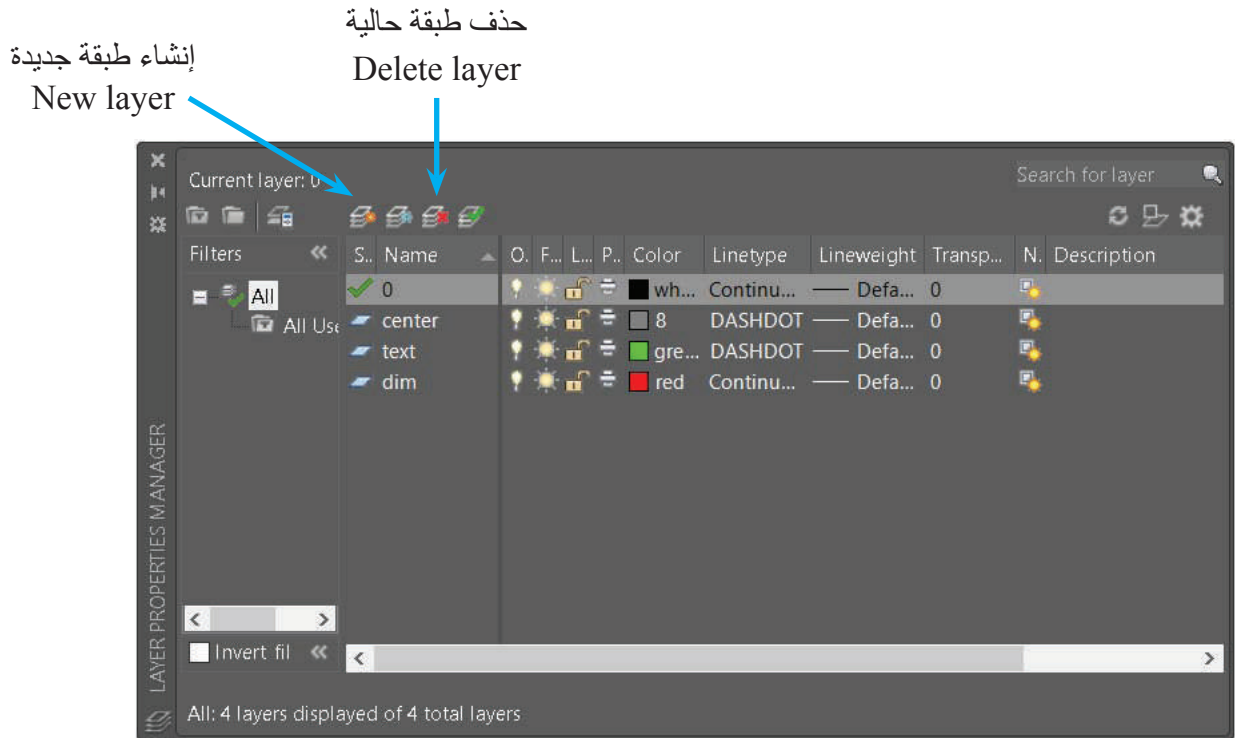 حذف طبقة حالية
Delete layer
إنشاء طبقة جديدة
New layer
Current layer: 0
Search for layer
Filters
S.. Name O. F... L... P.. Color Linetype Lineweight Transp... N. Description
All
All Use
0 wh... Continu... Defa... 0
center 8 DASHDOT Defa... 0
text gre... DASHDOT Defa... 0
dim red Continu... Defa... 0
Invert fil
All: 4 layers displayed of 4 total layers
LAYER PROPERTIES MANAGER